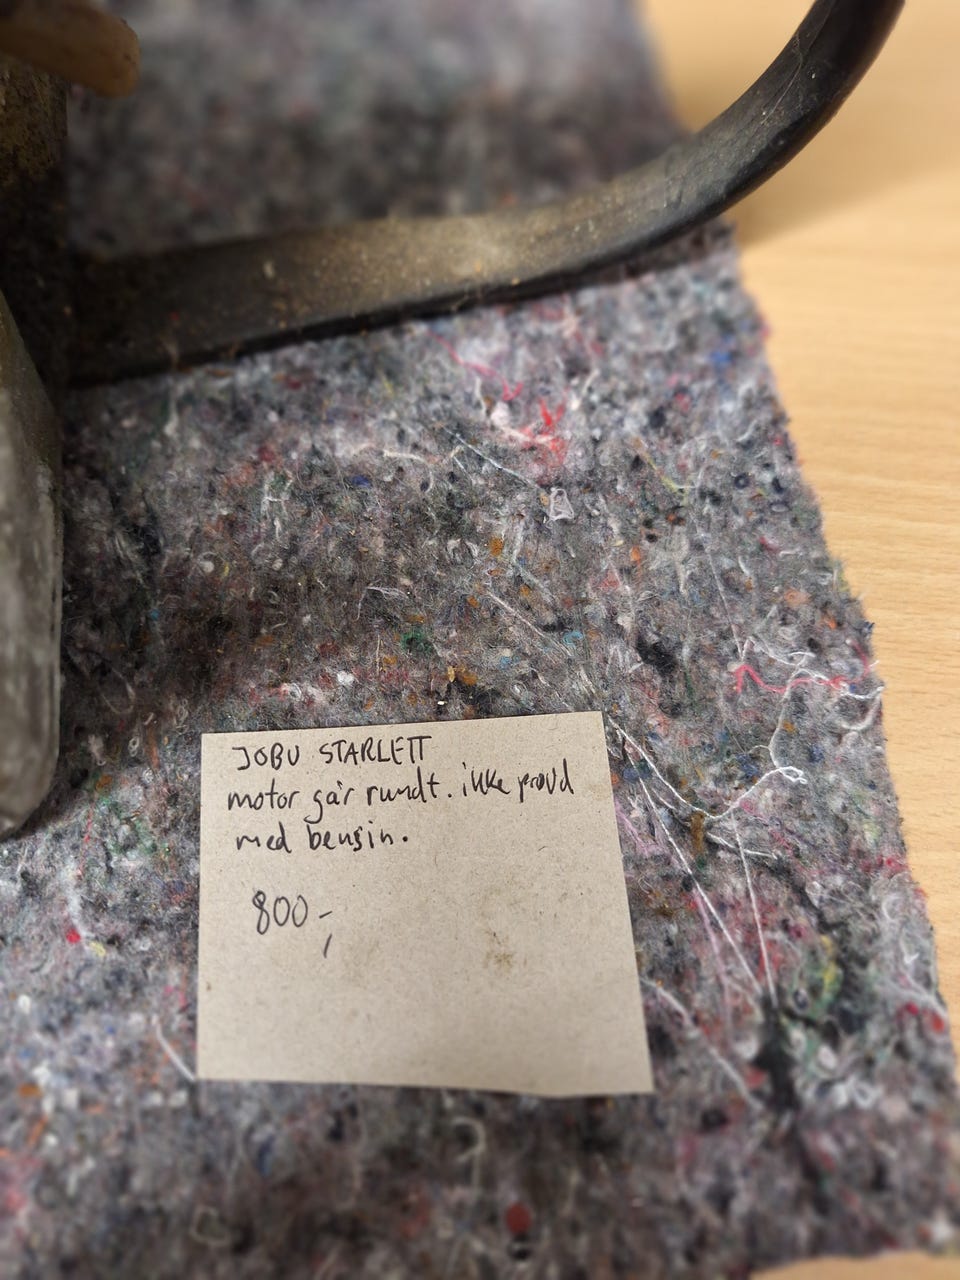 JOBU STARLETT
motor går rundt. ikke prøvd
med bensin.
800,-